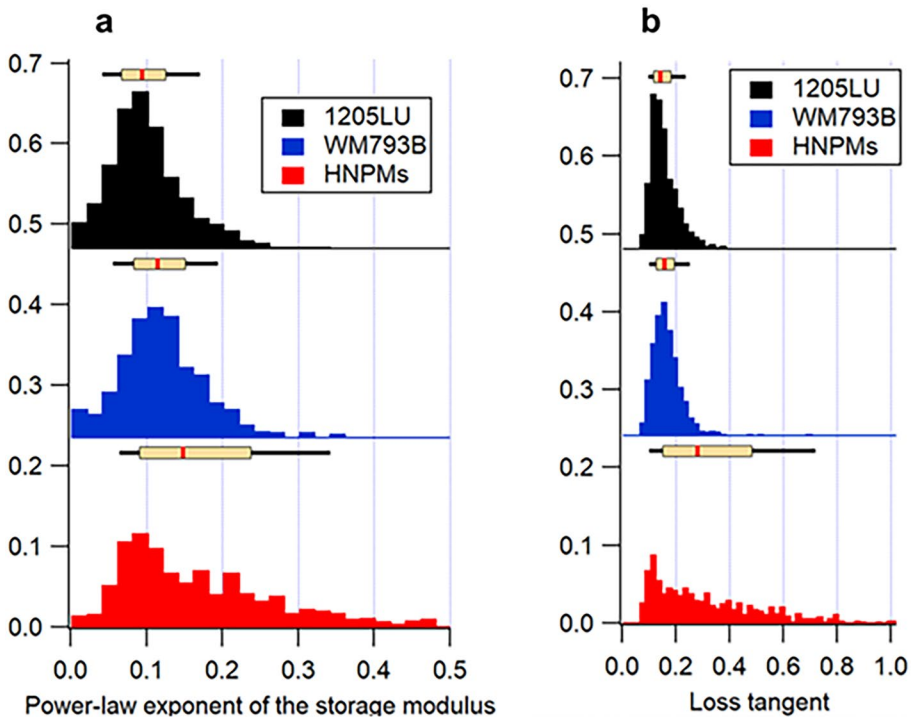 a
0.7
0.6
0.5
0.4
0.3
0.2
0.1
0.0
1205LU
WM793B
HNPMs
0.0 0.1 0.2 0.3 0.4 0.5
Power-law exponent of the storage modulus
b
0.7
0.6
0.5
0.4
0.3
0.2
0.1
0.0
1205LU
WM793B
HNPMs
0.0 0.2 0.4 0.6 0.8 1.0
Loss tangent